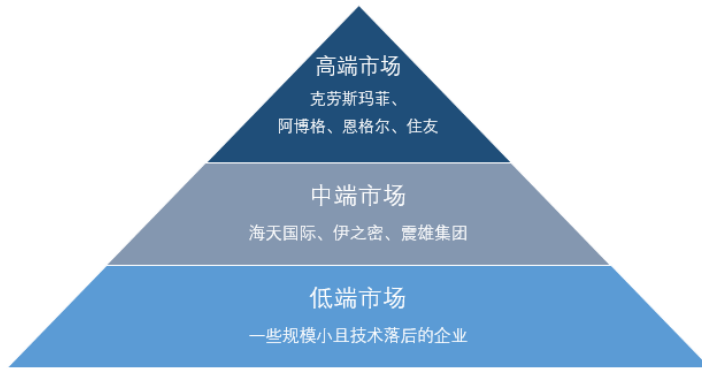 高端市场
克劳斯玛菲、
阿博格、恩格尔、住友
中端市场
海天国际、伊之密、震雄集团
低端市场
一些规模小且技术落后的企业